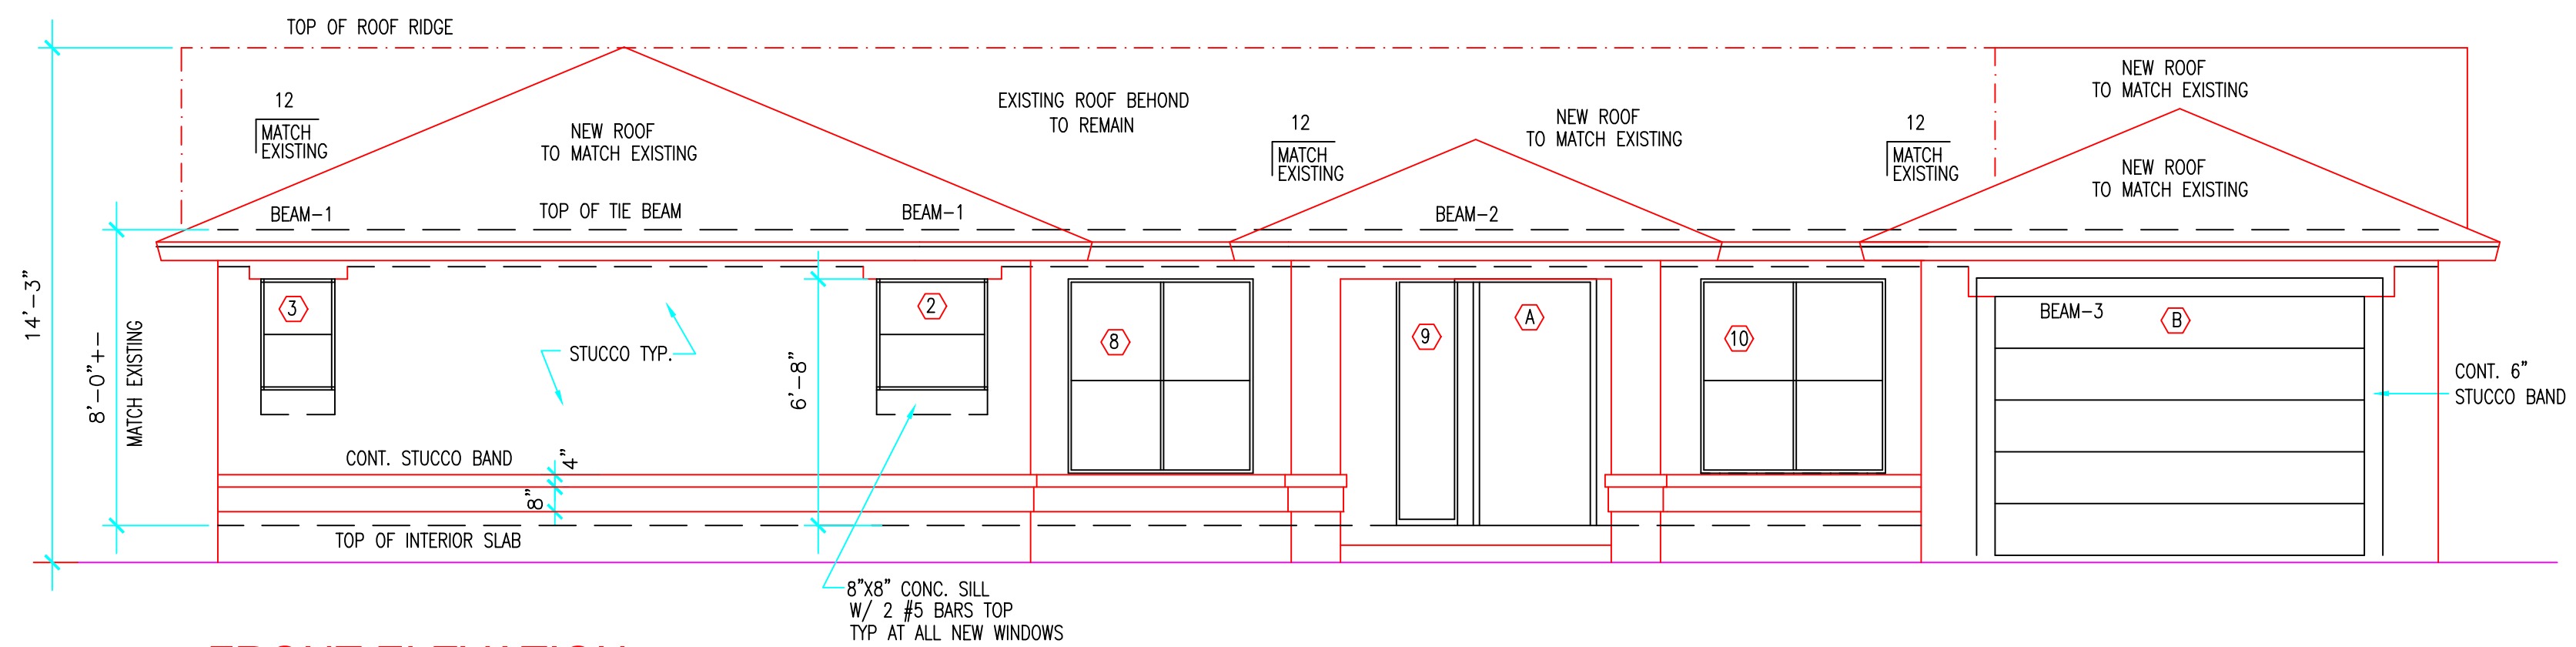 TOP OF ROOF RIDGE
12
MATCH
EXISTING
NEW ROOF
TO MATCH EXISTING
EXISTING ROOF BEHOND
TO REMAIN
12
MATCH
EXISTING
NEW ROOF
TO MATCH EXISTING
12
MATCH
EXISTING
NEW ROOF
TO MATCH EXISTING
NEW ROOF
TO MATCH EXISTING
BEAM-1
TOP OF TIE BEAM
BEAM-1
BEAM-2
14'-3"
8'-0"+-
MATCH EXISTING
3
STUCCO TYP.
6'-8"
2
8
9
A
10
BEAM-3
B
CONT. 6"
STUCCO BAND
CONT. STUCCO BAND
4"
8"
TOP OF INTERIOR SLAB
8"X8" CONC. SILL
W/ 2 #5 BARS TOP
TYP AT ALL NEW WINDOWS
FRONT ELEVATION